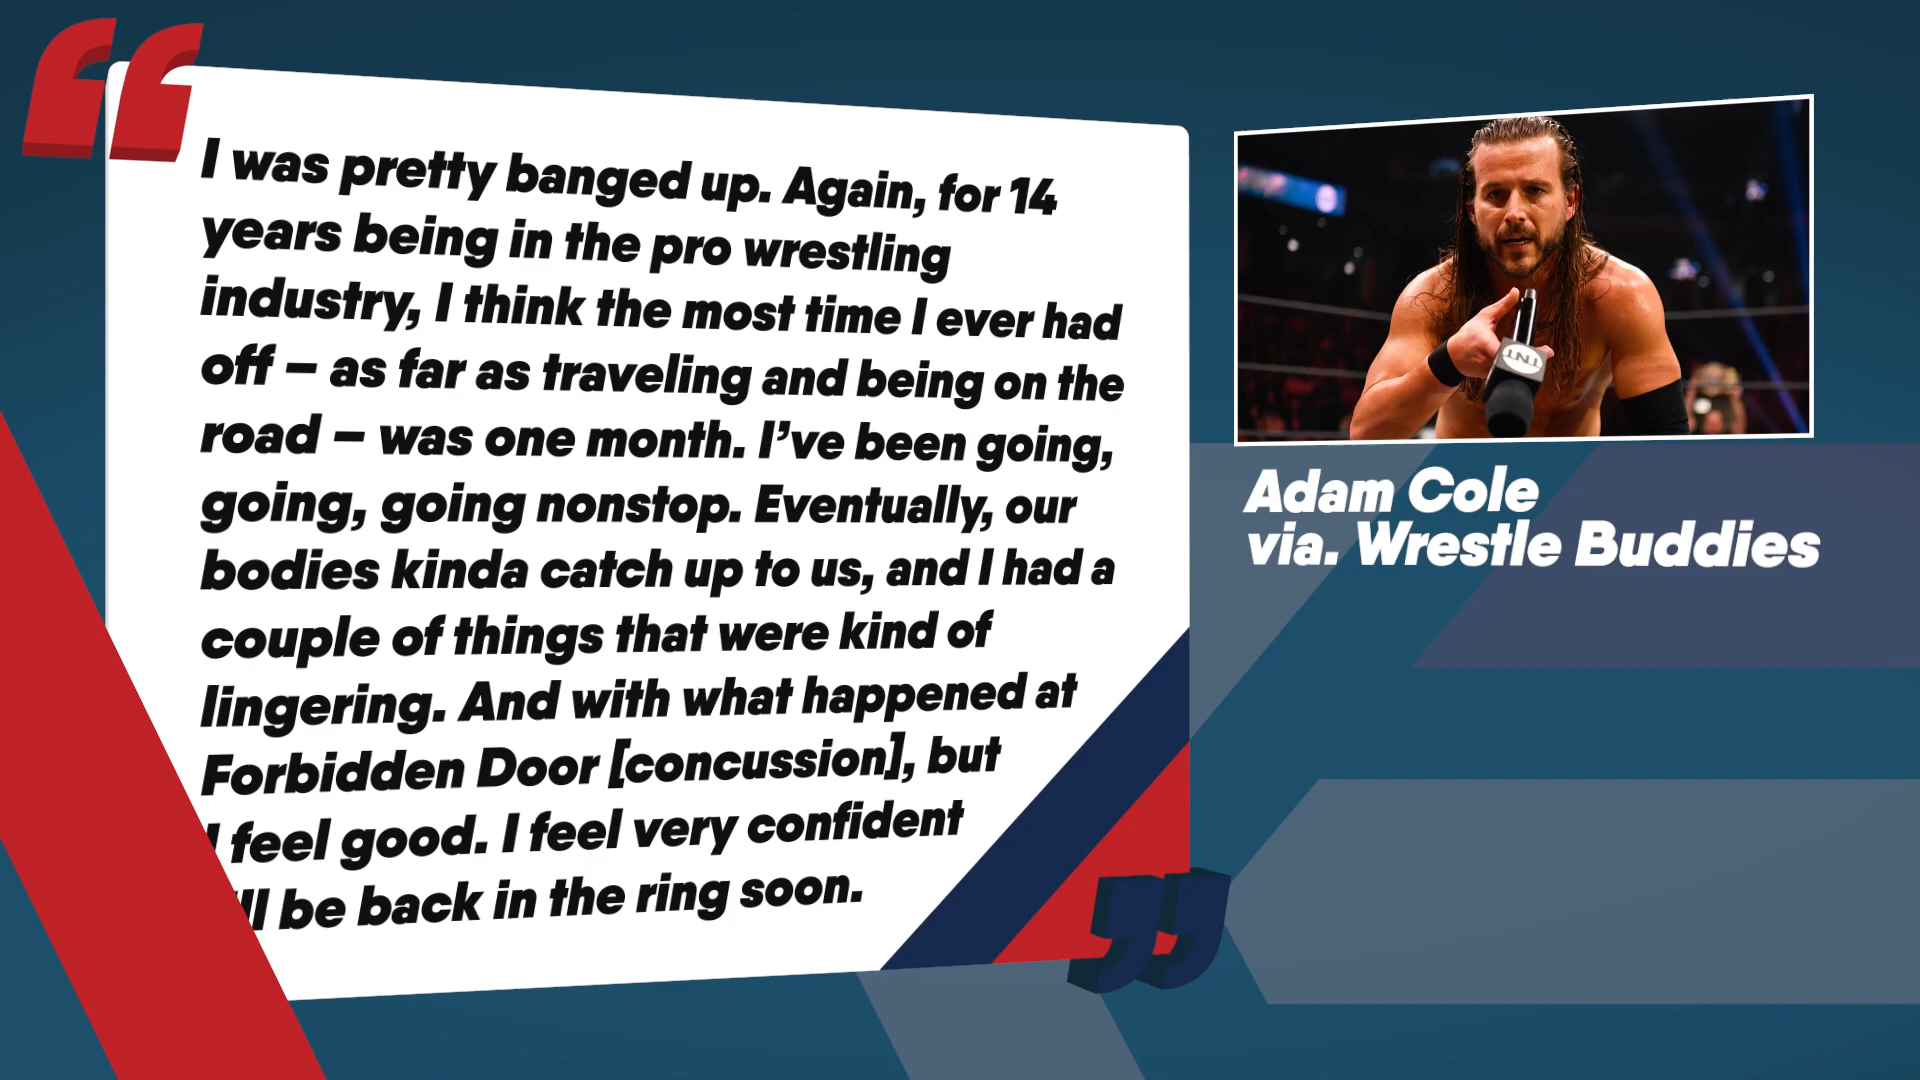 I was pretty banged up. Again, for 14
years being in the pro wrestling
industry, I think the most time I ever had
off – as far as traveling and being on the
road – was one month. I've been going,
going, going nonstop. Eventually, our
bodies kinda catch up to us, and I had a
couple of things that were kind of
lingering. And with what happened at
Forbidden Door [concussion], but
I feel good. I feel very confident
I'll be back in the ring soon.
TNT
Adam Cole
via. Wrestle Buddies